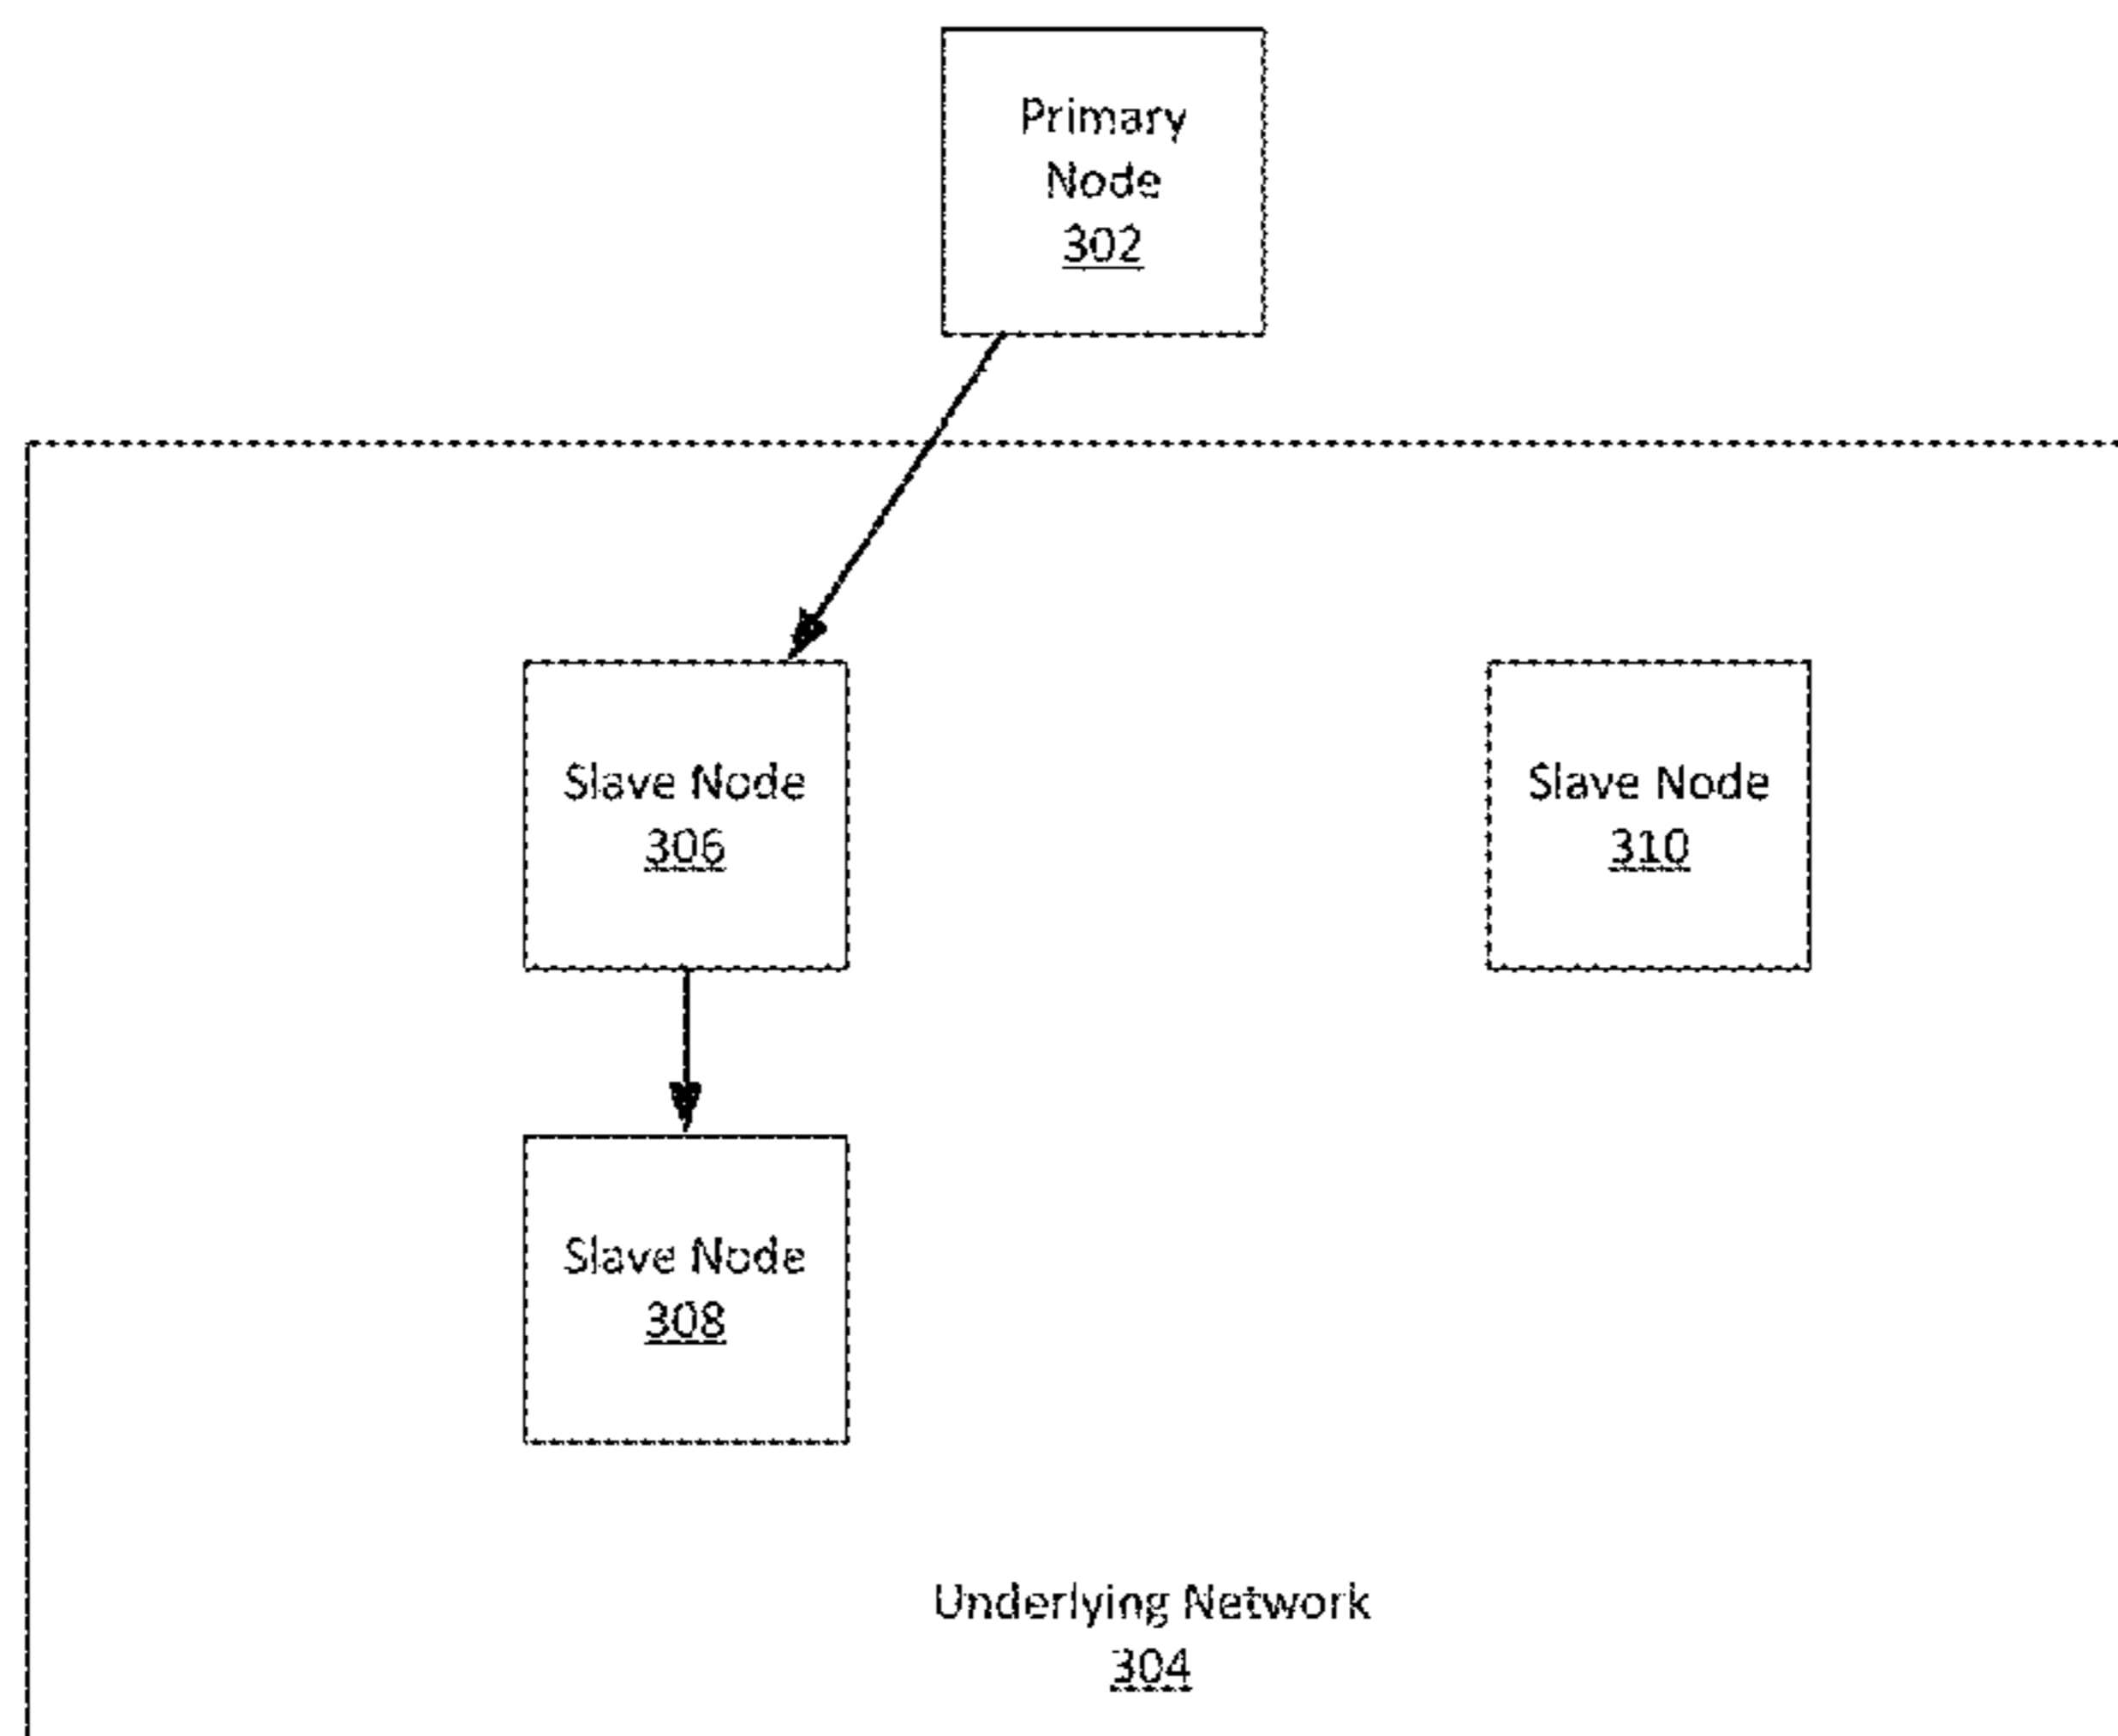 Primary
Node
302
Slave Node
306
Slave Node
310
Slave Node
308
Underlying Network
304